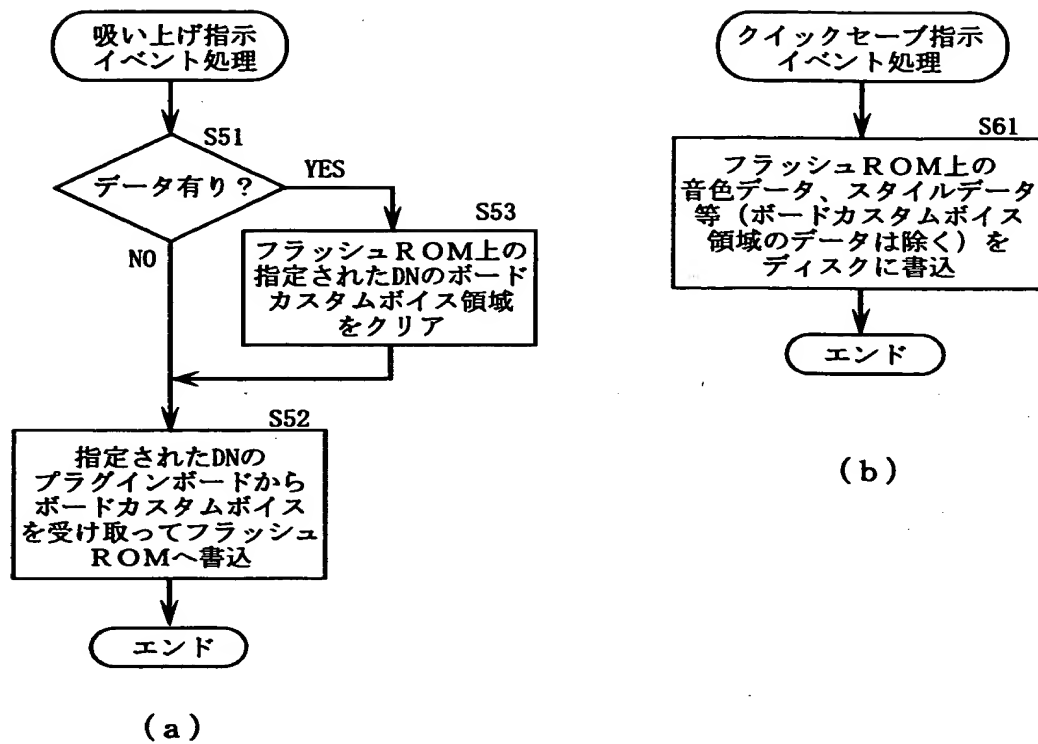 吸い上げ指示
イベント処理
S51
データ有り?
YES
NO
S53
フラッシュROM上の
指定されたDNのボード
カスタムボイス領域
をクリア
S52
指定されたDNの
プラグインボードから
ボードカスタムボイス
を受け取ってフラッシュ
ROMへ書込
エンド
(a)
クイックセーブ指示
イベント処理
S61
フラッシュROM上の
音色データ、スタイルデータ
等(ボードカスタムボイス
領域のデータは除く)を
ディスクに書込
エンド
(b)